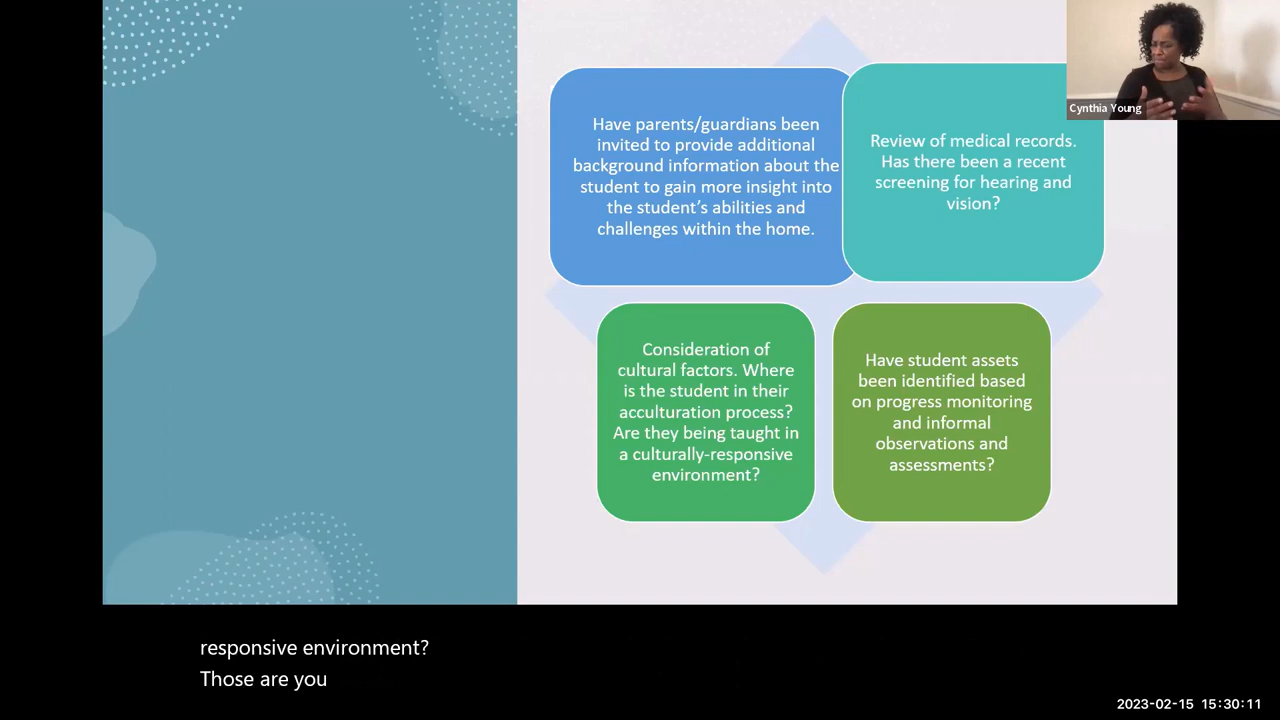 Have parents/guardians been
invited to provide additional
background information about the
student to gain more insight into
the student’s abilities and
challenges within the home.
Review of medical records.
Has there been a recent
screening for hearing and
vision?
Cynthia Young
Consideration of
cultural factors. Where
is the student in their
acculturation process?
Are they being taught in
a culturally-responsive
environment?
Have student assets
been identified based
on progress monitoring
and informal
observations and
assessments?
responsive environment?
Those are you
2023-02-15 15:30:11